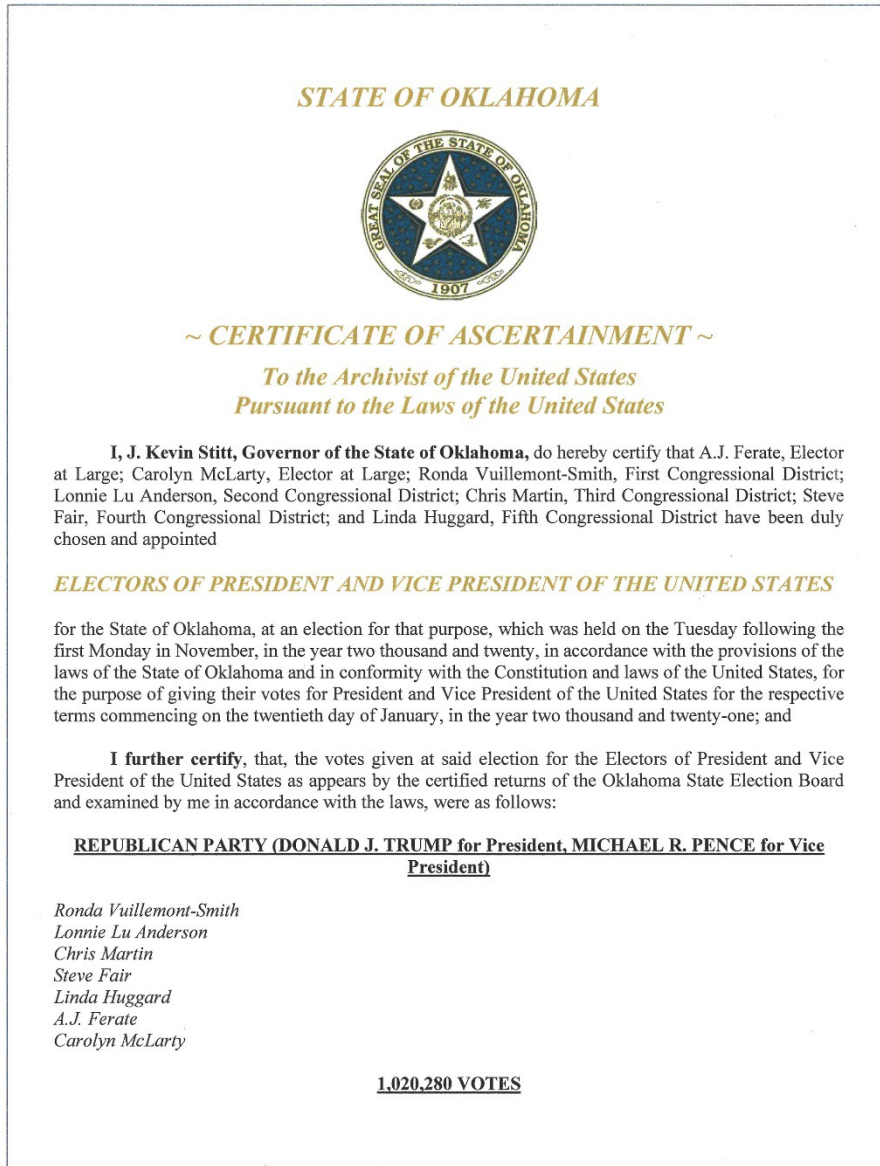 STATE OF OKLAHOMA
GREAT SEAL OF THE STATE OF OKLAHOMA
1907
~ CERTIFICATE OF ASCERTAINMENT ~
To the Archivist of the United States
Pursuant to the Laws of the United States
I, J. Kevin Stitt, Governor of the State of Oklahoma, do hereby certify that A.J. Ferate, Elector
at Large; Carolyn McLarty, Elector at Large; Ronda Vuillemont-Smith, First Congressional District;
Lonnie Lu Anderson, Second Congressional District; Chris Martin, Third Congressional District; Steve
Fair, Fourth Congressional District; and Linda Huggard, Fifth Congressional District have been duly
chosen and appointed
ELECTORS OF PRESIDENT AND VICE PRESIDENT OF THE UNITED STATES
for the State of Oklahoma, at an election for that purpose, which was held on the Tuesday following the
first Monday in November, in the year two thousand and twenty, in accordance with the provisions of the
laws of the State of Oklahoma and in conformity with the Constitution and laws of the United States, for
the purpose of giving their votes for President and Vice President of the United States for the respective
terms commencing on the twentieth day of January, in the year two thousand and twenty-one; and
I further certify, that, the votes given at said election for the Electors of President and Vice
President of the United States as appears by the certified returns of the Oklahoma State Election Board
and examined by me in accordance with the laws, were as follows:
REPUBLICAN PARTY (DONALD J. TRUMP for President, MICHAEL R. PENCE for Vice
President)
Ronda Vuillemont-Smith
Lonnie Lu Anderson
Chris Martin
Steve Fair
Linda Huggard
A.J. Ferate
Carolyn McLarty
1,020,280 VOTES